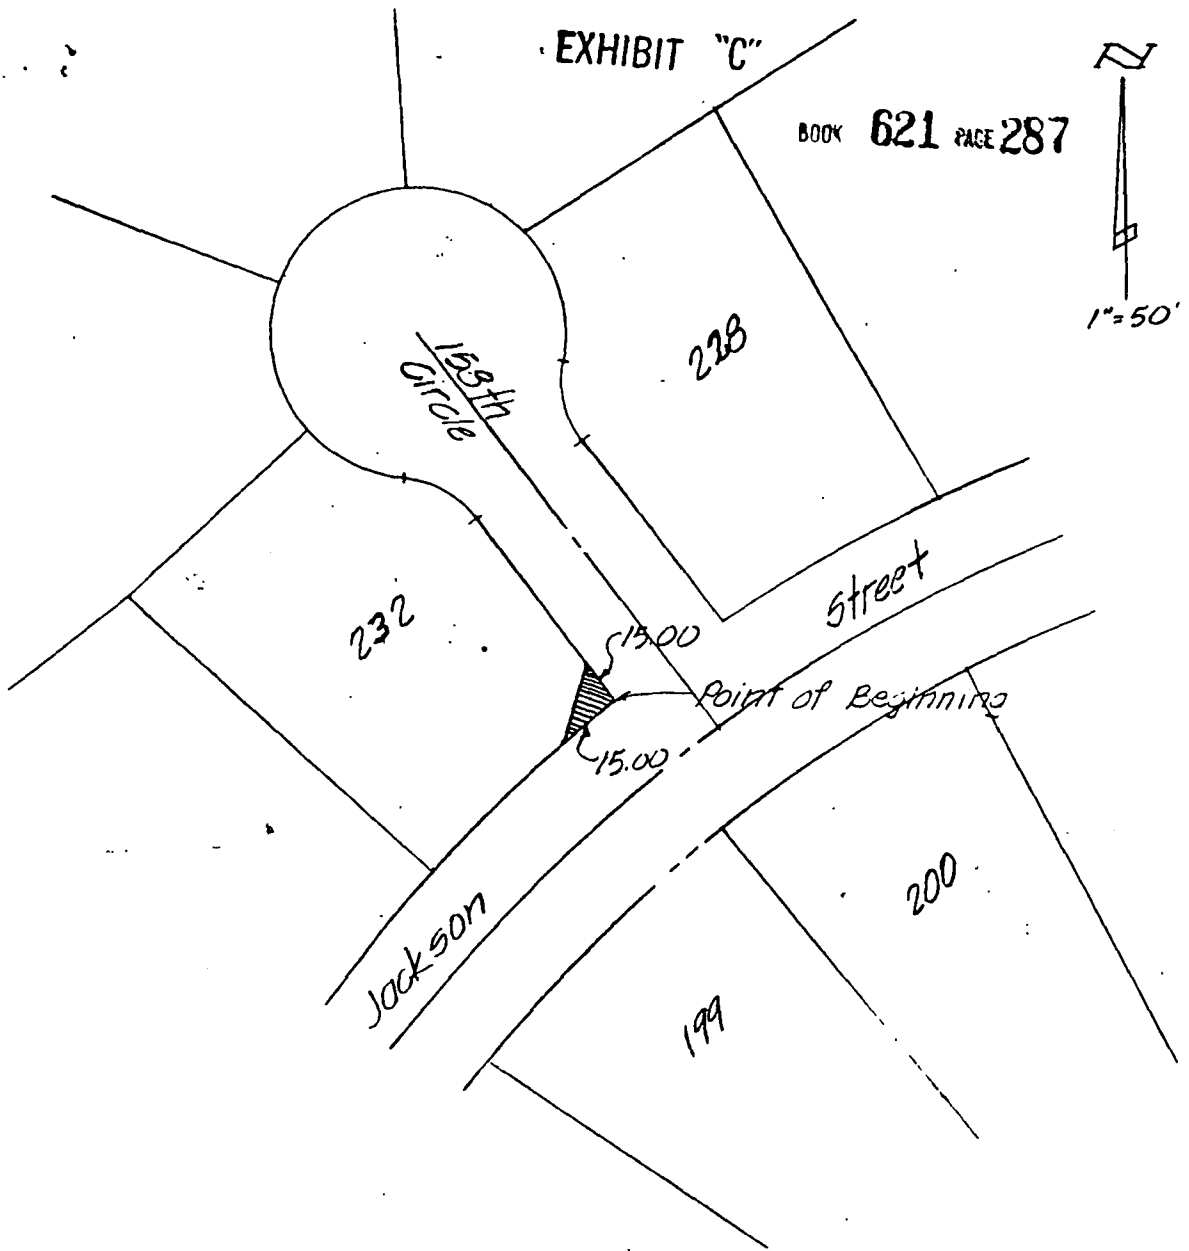 EXHIBIT "C"
N
BOOK 621 PAGE 287
1"=50'
228
153th
Circle
street
232
15.00
Point of Beginning
15.00
200
Jackson
199